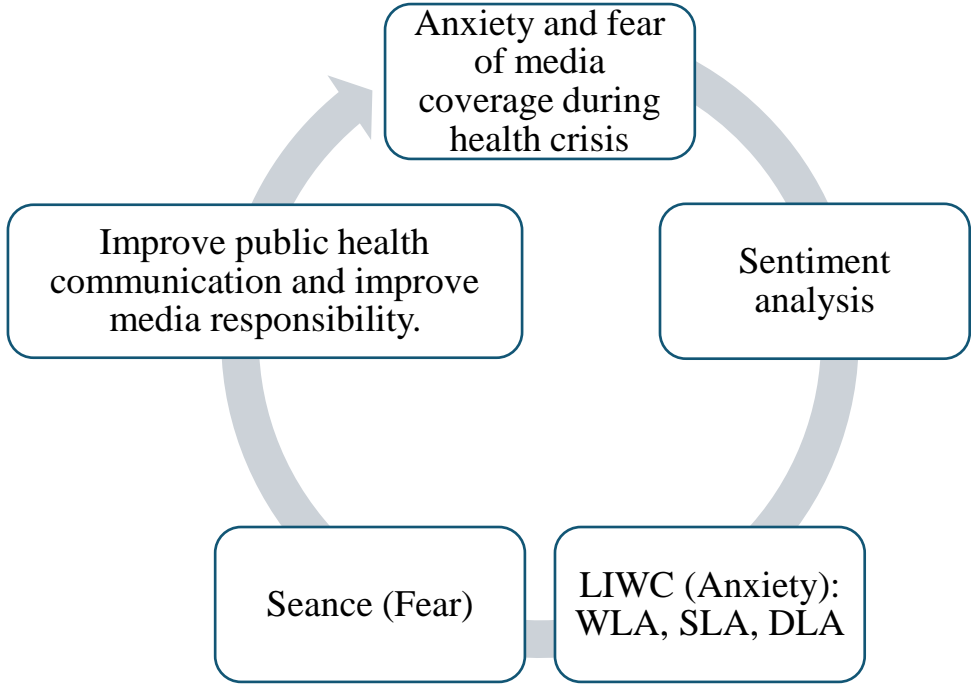 Anxiety and fear
of media
coverage during
health crisis
Sentiment
analysis
LIWC (Anxiety):
WLA, SLA, DLA
Seance (Fear)
Improve public health
communication and improve
media responsibility.